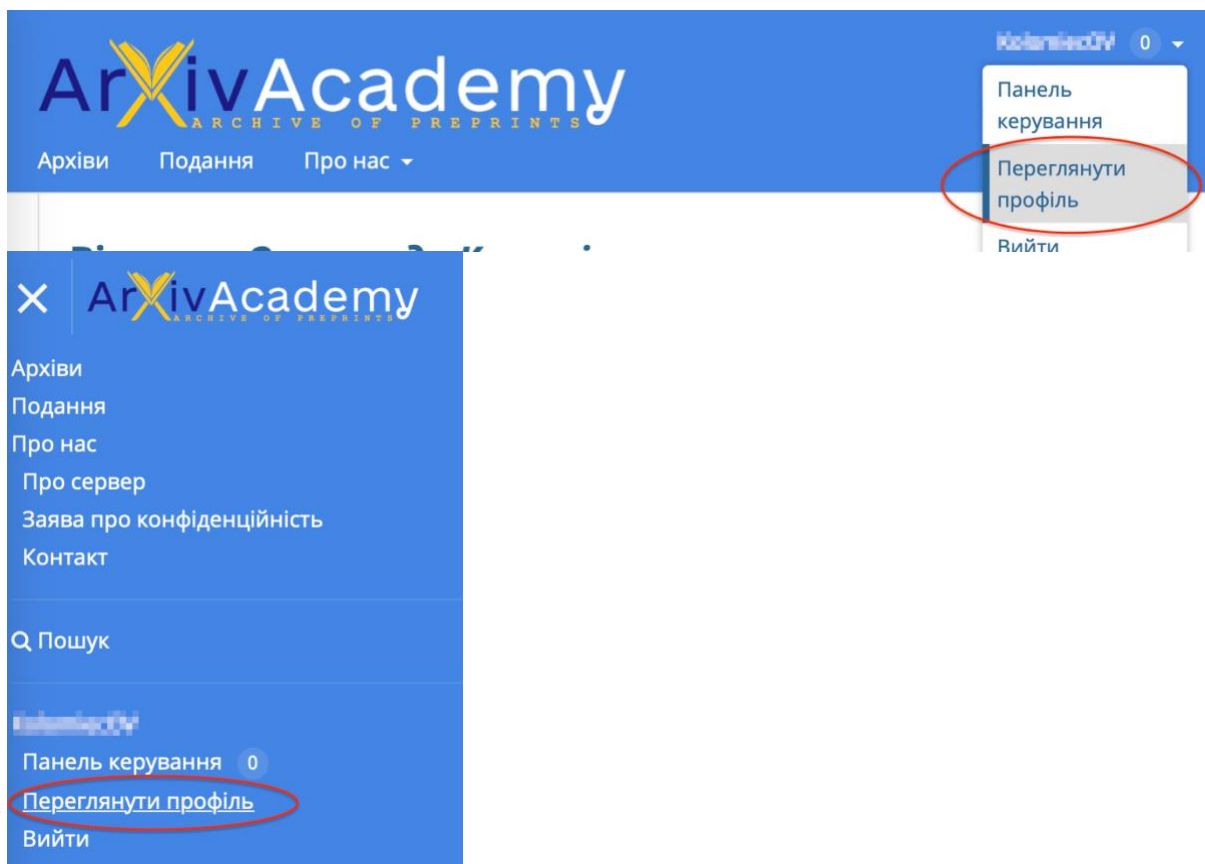 ArXivAcademy
ARCHIVE OF PREPRINTS
0
Архіви Подання Про нас
Панель
керування
Переглянути
профіль
Вийти
ArXivAcademy
ARCHIVE OF PREPRINTS
Архіви
Подання
Про нас
Про сервер
Заява про конфіденційність
Контакт
Пошук
Панель керування 0
Переглянути профіль
Вийти